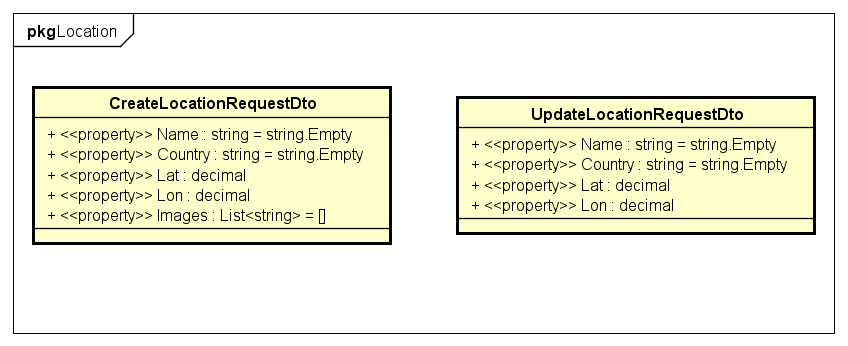 pkg Location
CreateLocationRequestDto
+ <<property>> Name : string = string.Empty
+ <<property>> Country : string = string.Empty
+ <<property>> Lat : decimal
+ <<property>> Lon : decimal
+ <<property>> Images : List<string> = []
UpdateLocationRequestDto
+ <<property>> Name : string = string.Empty
+ <<property>> Country : string = string.Empty
+ <<property>> Lat : decimal
+ <<property>> Lon : decimal